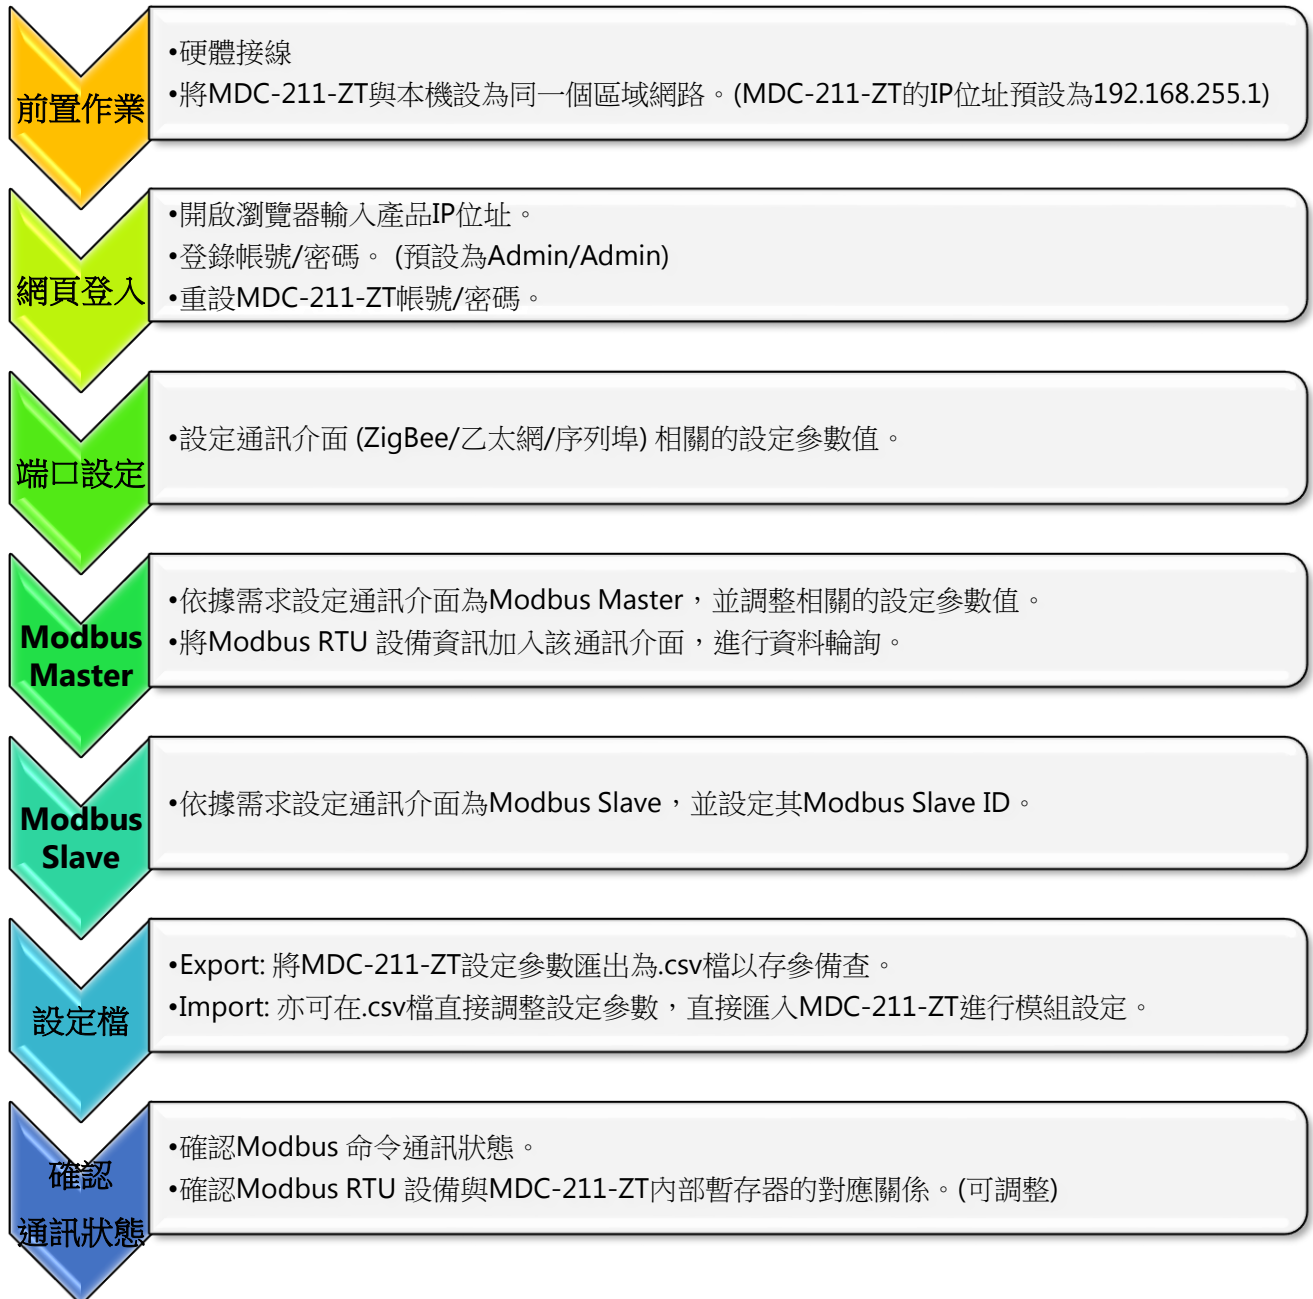 前置作業
•硬體接線
•將MDC-211-ZT與本機設為同一個區域網路。(MDC-211-ZT的IP位址預設為192.168.255.1)
網頁登入
•開啟瀏覽器輸入產品IP位址。
•登錄帳號/密碼。 (預設為Admin/Admin)
•重設MDC-211-ZT帳號/密碼。
端口設定
•設定通訊介面 (ZigBee/乙太網/序列埠) 相關的設定參數值。
Modbus
Master
•依據需求設定通訊介面為Modbus Master，並調整相關的設定參數值。
•將Modbus RTU 設備資訊加入該通訊介面，進行資料輪詢。
Modbus
Slave
•依據需求設定通訊介面為Modbus Slave，並設定其Modbus Slave ID。
設定檔
•Export: 將MDC-211-ZT設定參數匯出為.csv檔以存參備查。
•Import: 亦可在.csv檔直接調整設定參數，直接匯入MDC-211-ZT進行模組設定。
確認
通訊狀態
•確認Modbus 命令通訊狀態。
•確認Modbus RTU 設備與MDC-211-ZT內部暫存器的對應關係。(可調整)